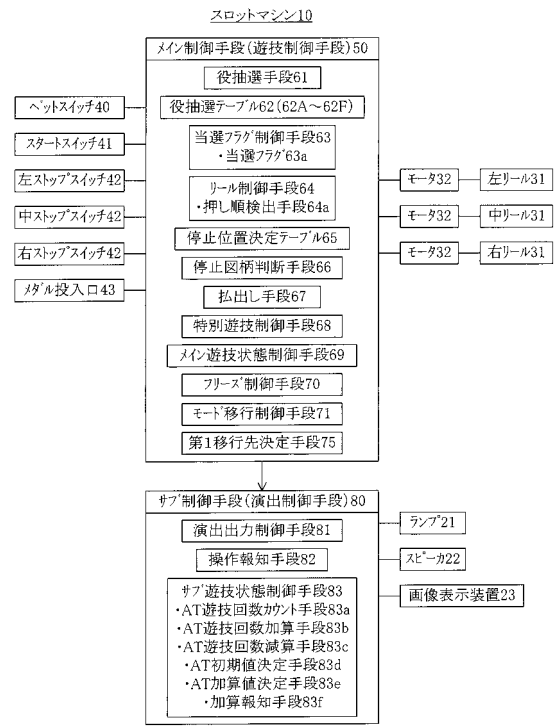 スロットマシン10
メイン制御手段(遊技制御手段)50
役抽選手段61
役抽選テーブル62(62A～62F)
当選フラグ制御手段63
・当選フラグ63a
リール制御手段64
・押し順検出手段64a
停止位置決定テーブル65
停止図柄判断手段66
払出し手段67
特別遊技制御手段68
メイン遊技状態制御手段69
フリーズ制御手段70
モード移行制御手段71
第1移行先決定手段75
ベットスイッチ40
スタートスイッチ41
左ストップスイッチ42
中ストップスイッチ42
右ストップスイッチ42
メダル投入口43
モータ32
左リール31
モータ32
中リール31
モータ32
右リール31
サブ制御手段(演出制御手段)80
演出出力制御手段81
操作報知手段82
サブ遊技状態制御手段83
・AT遊技回数カウント手段83a
・AT遊技回数加算手段83b
・AT遊技回数減算手段83c
・AT初期値決定手段83d
・AT加算値決定手段83e
・加算報知手段83f
ランプ21
スピーカ22
画像表示装置23